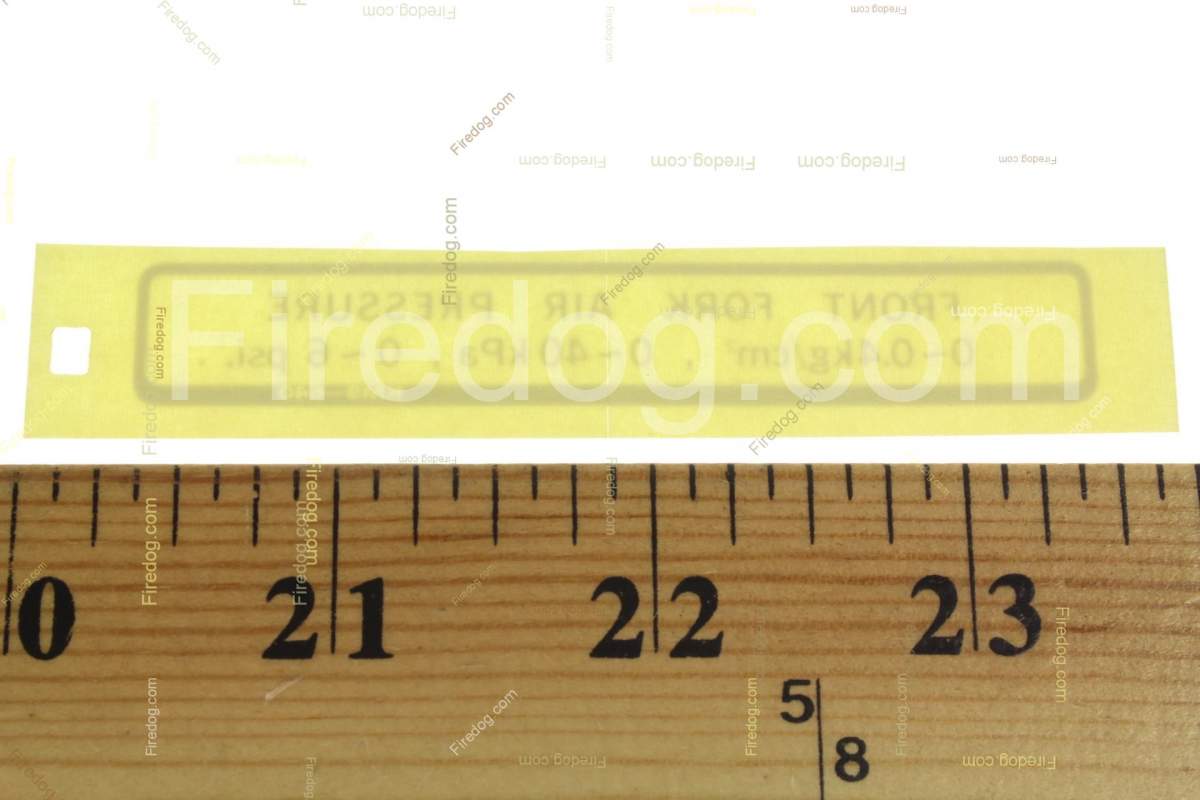 FRONT FORK AIR PRESSURE
0~0.4kg/cm² , 0~40kPa , 0~6 psi. .
Firedog.com
0 21 22 23
5
8